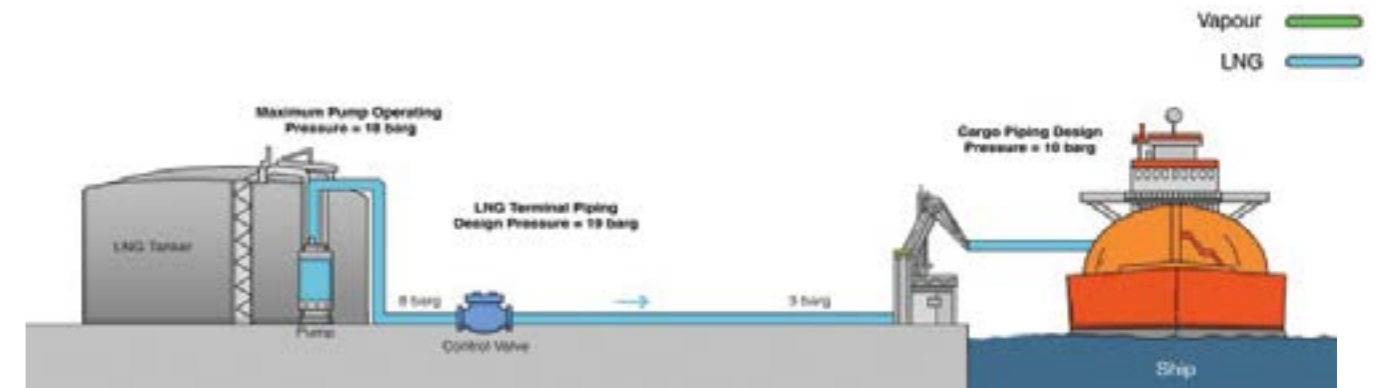 Vapour
LNG
Maximum Pump Operating
Pressure = 18 barg
Cargo Piping Design
Pressure = 10 barg
LNG Terminal Piping
Design Pressure = 19 barg
LNG Tanker
8 barg
3 barg
Pump
Control Valve
Ship